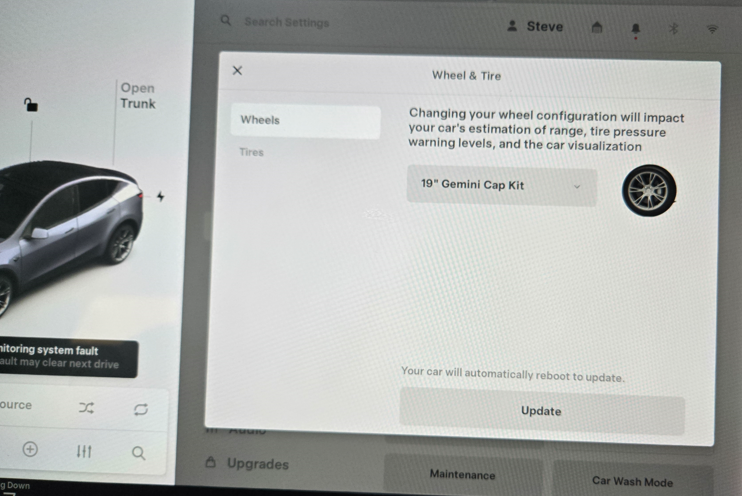 Search Settings
Steve
Open
Trunk
Wheel & Tire
Wheels
Tires
Changing your wheel configuration will impact
your car's estimation of range, tire pressure
warning levels, and the car visualization
19" Gemini Cap Kit
nitoring system fault
ault may clear next drive
ource
Your car will automatically reboot to update.
Update
Audio
Upgrades
Maintenance
Car Wash Mode
g Down